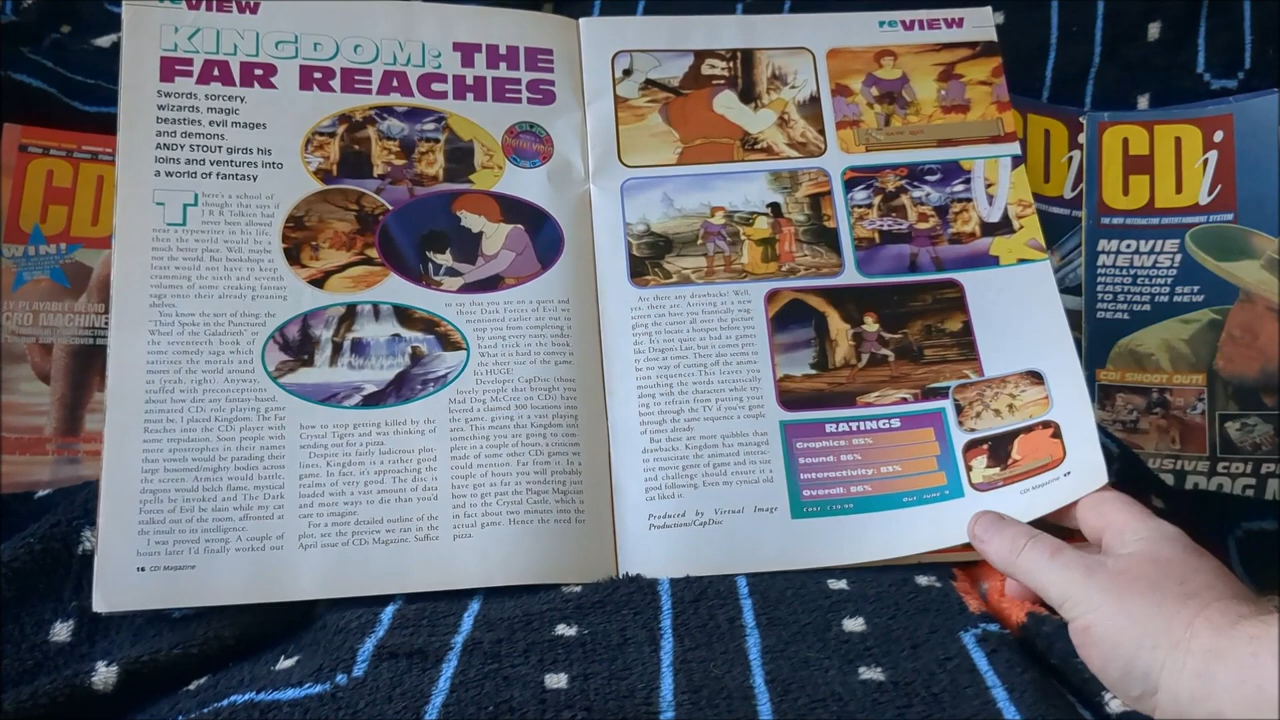 reVIEW
KINGDOM: THE
FAR REACHES
Swords, sorcery,
wizards, magic
beasties, evil mages
and demons.
ANDY STOUT girds his
loins and ventures into
a world of fantasy
DIGITAL VIDEO
There's a school of
thought that says if
J R R Tolkien had
never been allowed
near a typewriter in his life,
then the world would be a
much better place. Well, maybe
not the world. But bookshops at
least would not have to keep
cramming the sixth and seventh
volumes of some creaking fantasy
saga onto their already groaning
shelves.
You know the sort of thing: the
"Third Spoke in the Punctured
Wheel of the Galadrieth" or
the seventeenth book of
some comedy saga which
satirises the morals and
mores of the world around
us (yeah, right). Anyway,
stuffed with preconceptions
about how dire any fantasy-based,
animated CDi role playing game
must be, I placed Kingdom: The Far
Reaches into the CDi player with
some trepidation. Soon people with
more apostrophes in their names
than vowels would be parading their
large bosomed/mighty bodies across
the screen. Armies would battle,
dragons would belch flame, mystical
spells be invoked and The Dark
Forces of Evil be slain while my cat
stalked out of the room, affronted at
the insult to its intelligence.
I was proved wrong. A couple of
hours later I'd finally worked out
how to stop getting killed by the
Crystal Tigers and was thinking of
sending out for a pizza.
Despite its fairly ludicrous plot-
lines, Kingdom is a rather good
game. In fact, it's approaching the
realms of very good. The disc is
loaded with a vast amount of data
and more ways to die than you'd
care to imagine.
For a more detailed outline of the
plot, see the preview we ran in the
April issue of CDi Magazine. Suffice
to say that you are on a quest and
those Dark Forces of Evil we
mentioned earlier are out to
stop you from completing it
by using every nasty, under-
hand trick in the book.
What it is hard to convey is
the sheer size of the game.
It's HUGE!
Developer CapDisc (those
lovely people that brought you
Mad Dog McCree on CDi) have
levered a claimed 300 locations into
the game, giving it a vast playing
area. This means that Kingdom isn't
something you are going to com-
plete in a couple of hours, a criticism
made of some other CDi games we
could mention. Far from it. In a
couple of hours you will probably
have got as far as wondering just
how to get past the Plague Magician
and to the Crystal Castle, which is
in fact about two minutes into the
actual game. Hence the need for
pizza.
16 CDi Magazine
reVIEW
Are there any drawbacks? Well,
yes, there are. Arriving at a new
screen can have you frantically wag-
gling the cursor all over the picture
trying to locate a hotspot before you
die. It's not quite as bad as games
like Dragon's Lair, but it comes pret-
ty close at times. There also seems to
be no way of cutting off the anima-
tion sequences. This leaves you
mouthing the words sarcastically
along with the characters while try-
ing to refrain from putting your
boot through the TV if you've gone
through the same sequence a couple
of times already.
But these are more quibbles than
drawbacks. Kingdom has managed
to resuscitate the animated interac-
tive movie genre of game and its size
and challenge should ensure it a
good following. Even my cynical old
cat liked it.
Produced by Virtual Image
Productions/CapDisc
RATINGS
Graphics: 85%
Sound: 86%
Interactivity: 83%
Overall: 86%
Cost £39.99
Out June 9
CDi Magazine 17
CDi
WIN!
LY PLAYABLE DEMO
CRO MACHINE
CDi
CDi
THE NEW INTERACTIVE ENTERTAINMENT SYSTEM
MOVIE
NEWS!
HOLLYWOOD
HERO CLINT
EASTWOOD SET
TO STAR IN NEW
MGM/UA
DEAL
CDI SHOOT OUT!
USIVE CDi PL
D DOG M